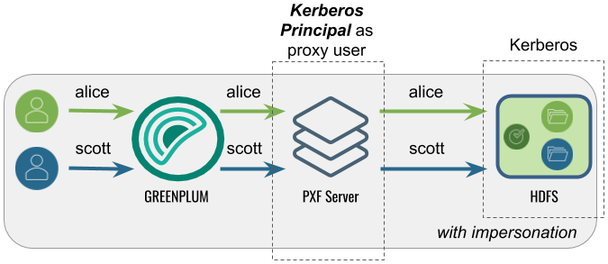 Kerberos
Principal as
proxy user
Kerberos
alice
alice
alice
scott
scott
scott
GREENPLUM
PXF Server
HDFS
with impersonation